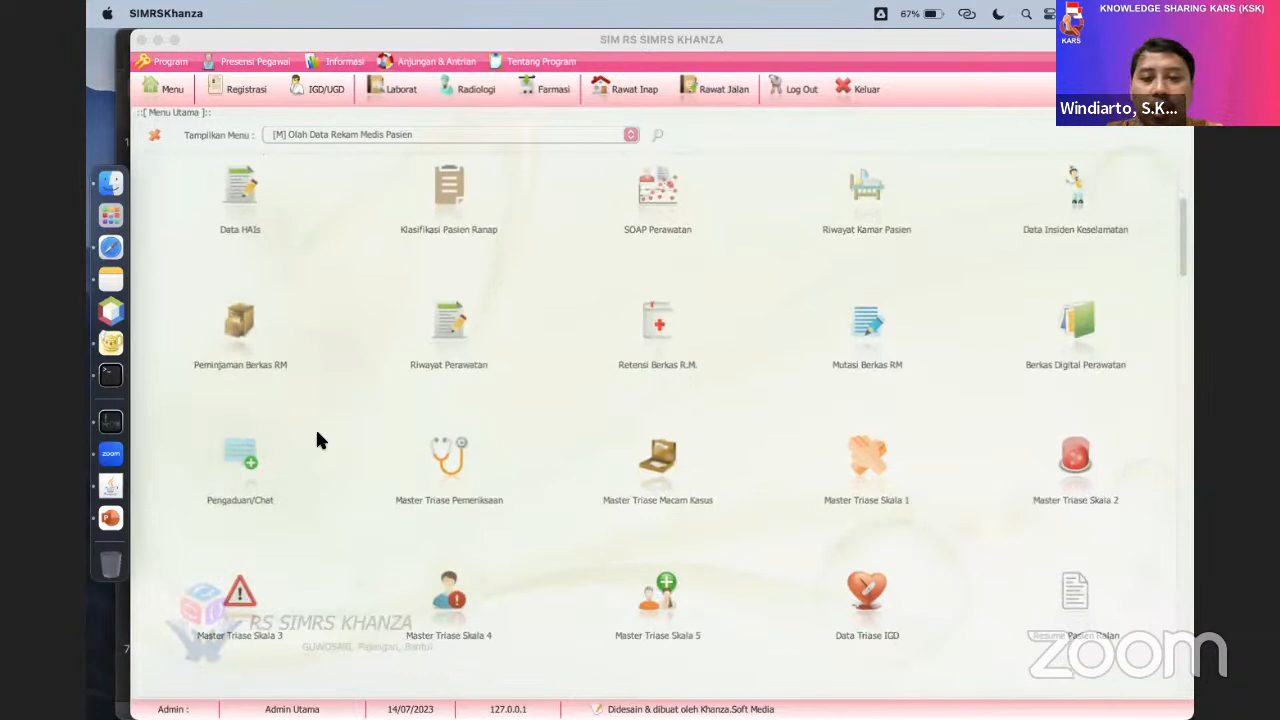 SIMRSKhanza
67%
KNOWLEDGE SHARING KARS (KSK)
KARS
Windiarto, S.K...
SIM RS SIMRS KHANZA
Program Presensi Pegawai Informasi Anjungan & Antrian Tentang Program
Menu Registrasi IGD/UGD Laborat Radiologi Farmasi Rawat Inap Rawat Jalan Log Out Keluar
::[ Menu Utama ]::
Tampilkan Menu : [M] Olah Data Rekam Medis Pasien
Data HAIs Klasifikasi Pasien Ranap SOAP Perawatan Riwayat Kamar Pasien Data Insiden Keselamatan
Peminjaman Berkas RM Riwayat Perawatan Retensi Berkas R.M. Mutasi Berkas RM Berkas Digital Perawatan
Pengaduan/Chat Master Triase Pemeriksaan Master Triase Macam Kasus Master Triase Skala 1 Master Triase Skala 2
Master Triase Skala 3 Master Triase Skala 4 Master Triase Skala 5 Data Triase IGD Resume Pasien Ralan
RS SIMRS KHANZA
GUWOSARI, Pajangan, Bantul
zoom
zoom
Admin : Admin Utama 14/07/2023 127.0.0.1 Didesain & dibuat oleh Khanza.Soft Media